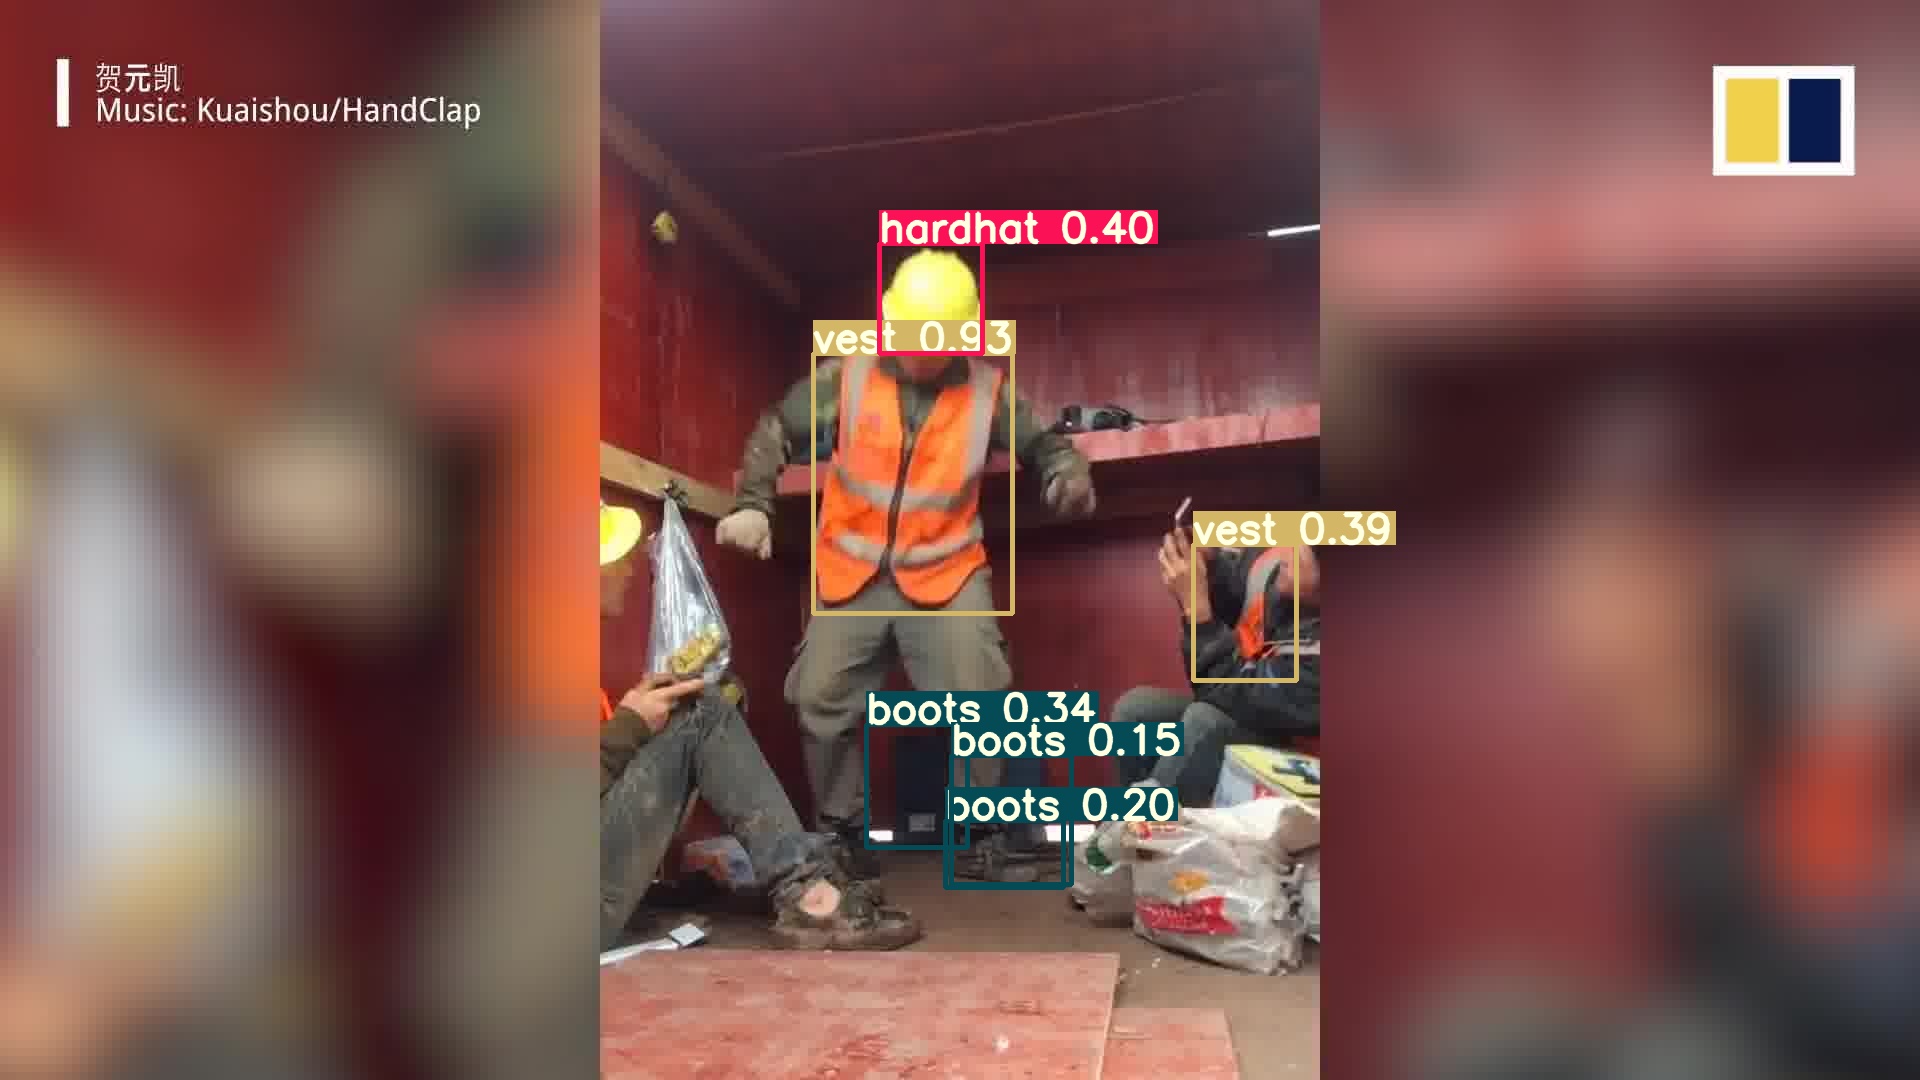 贺元凯
Music: Kuaishou/HandClap
hardhat 0.40
vest 0.93
vest 0.39
boots 0.34
boots 0.15
boots 0.20